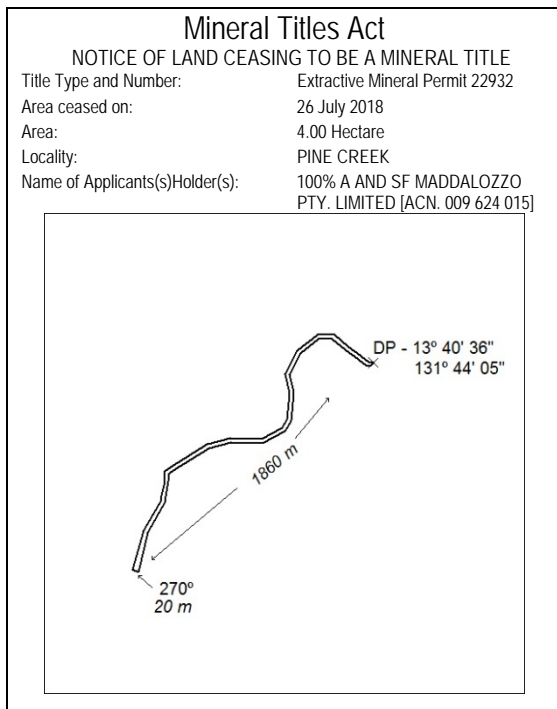 Mineral Titles Act
NOTICE OF LAND CEASING TO BE A MINERAL TITLE
Title Type and Number: Extractive Mineral Permit 22932
Area ceased on: 26 July 2018
Area: 4.00 Hectare
Locality: PINE CREEK
Name of Applicants(s)Holder(s): 100% A AND SF MADDALOZZO
PTY. LIMITED [ACN. 009 624 015]
DP - 13º 40' 36"
131º 44' 05"
1860 m
270º
20 m